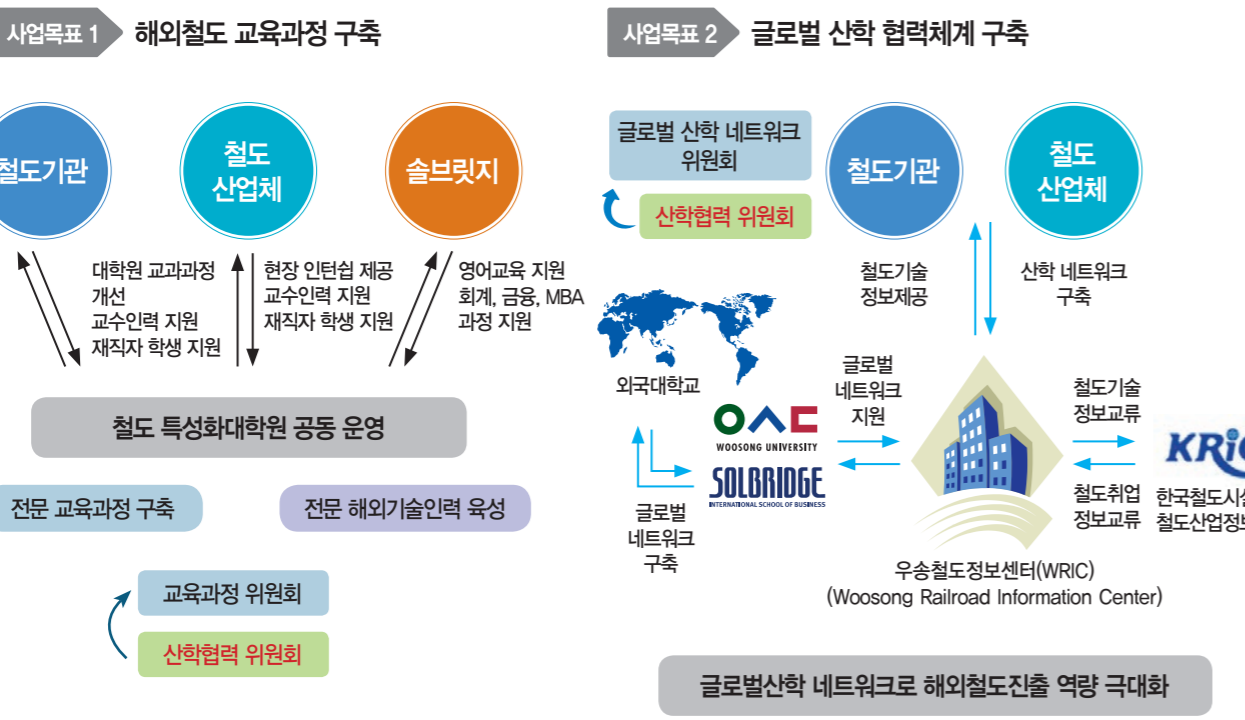 사업목표 1
해외철도 교육과정 구축
철도기관
철도
산업체
솔브릿지
대학원 교과과정
개선
교수인력 지원
재직자 학생 지원
현장 인턴쉽 제공
교수인력 지원
재직자 학생 지원
영어교육 지원
회계, 금융, MBA
과정 지원
철도 특성화대학원 공동 운영
전문 교육과정 구축
전문 해외기술인력 육성
교육과정 위원회
산학협력 위원회
사업목표 2
글로벌 산학 협력체계 구축
글로벌 산학 네트워크
위원회
산학협력 위원회
철도기관
철도
산업체
철도기술
정보제공
산학 네트워크
구축
외국대학교
글로벌
네트워크
지원
WOOSONG UNIVERSITY
SOLBRIDGE
INTERNATIONAL SCHOOL OF BUSINESS
글로벌
네트워크
구축
철도기술
정보교류
철도취업
정보교류
KRiC
한국철도시설
철도산업정보
우송철도정보센터(WRIC)
(Woosong Railroad Information Center)
글로벌산학 네트워크로 해외철도진출 역량 극대화